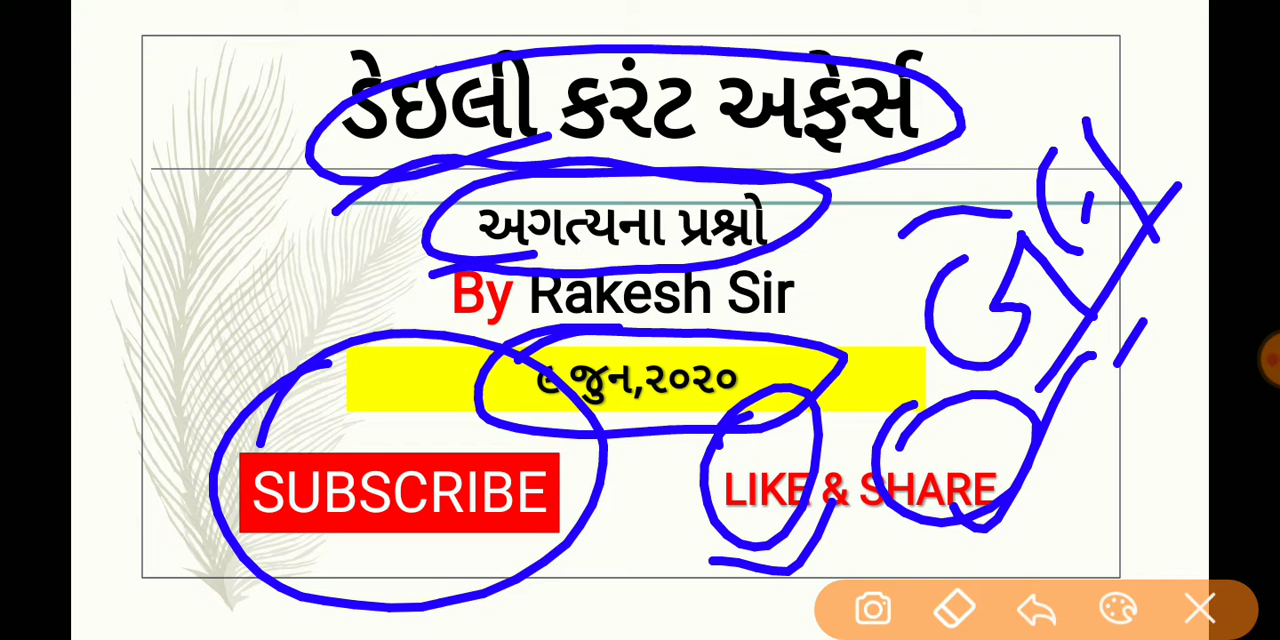 ડેઇલી કરંટ અફેર્સ
અગત્યના પ્રશ્નો
By Rakesh Sir
૯ જુન,૨૦૨૦
SUBSCRIBE
LIKE & SHARE